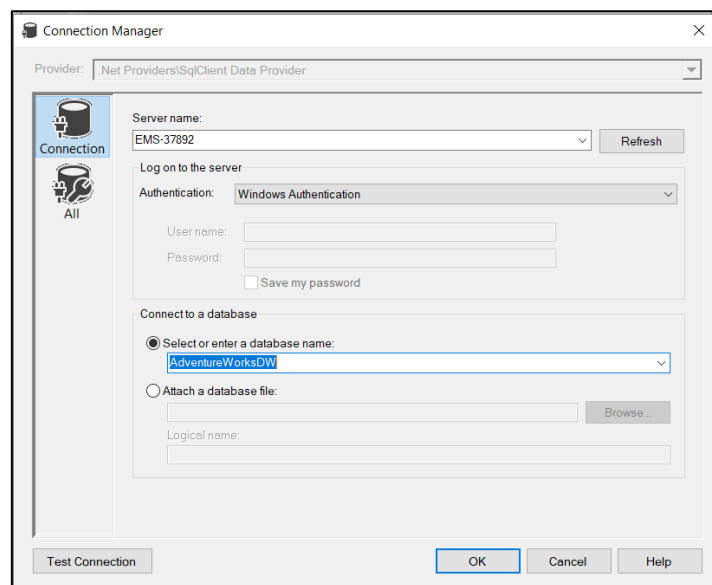 Connection Manager
Provider: .Net Providers\SqlClient Data Provider
Connection
All
Server name:
EMS-37892
Refresh
Log on to the server
Authentication: Windows Authentication
User name:
Password:
Save my password
Connect to a database
Select or enter a database name:
AdventureWorksDW
Attach a database file:
Browse...
Logical name:
Test Connection OK Cancel Help